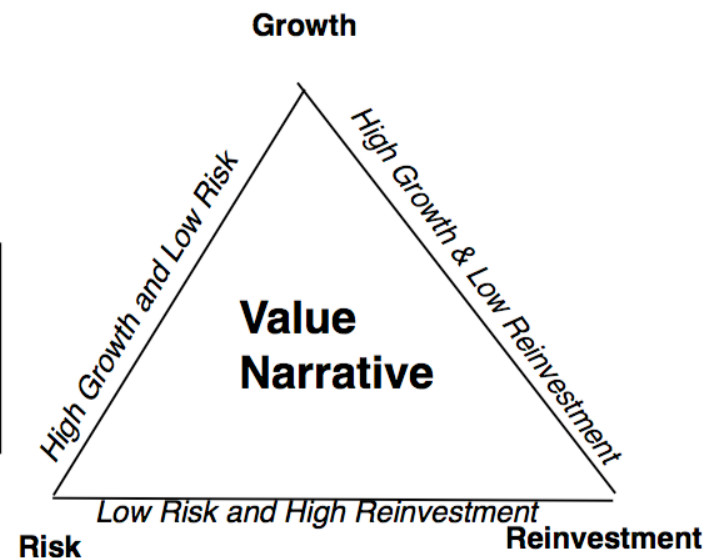 Growth
High Growth and Low Risk
High Growth & Low Reinvestment
Value
Narrative
Low Risk and High Reinvestment
Risk
Reinvestment